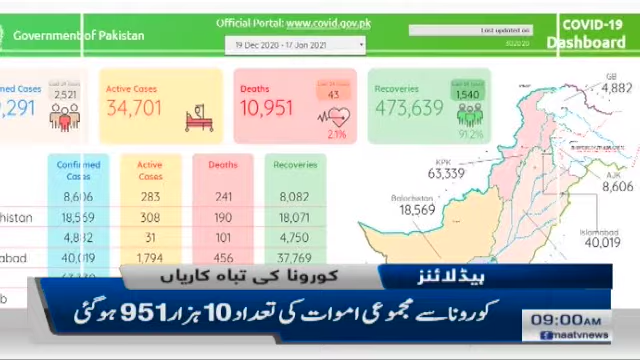 Official Portal: www.covid.gov.pk
Government of Pakistan
Last updated on
COVID-19
Dashboard
19 Dec 2020 - 17 Jan 2021
Cases
2,521
,291
Active Cases
34,701
Deaths
43
10,951
2.1%
Recoveries
1,540
473,639
91.2%
GB
4,882
KPK
63,339
AJK
8,606
Balochistan
18,569
Islamabad
40,019
Confirmed Cases Active Cases Deaths Recoveries
8,606 283 241 8,082
histan 18,569 308 190 18,071
4,882 31 101 4,750
abad 40,019 1,794 456 37,769
ہیڈلائنز
کورونا کی تباہ کاریاں
کورونا سے مجموعی اموات کی تعداد 10 ہزار 951 ہو گئی
09:00AM
maatvnews